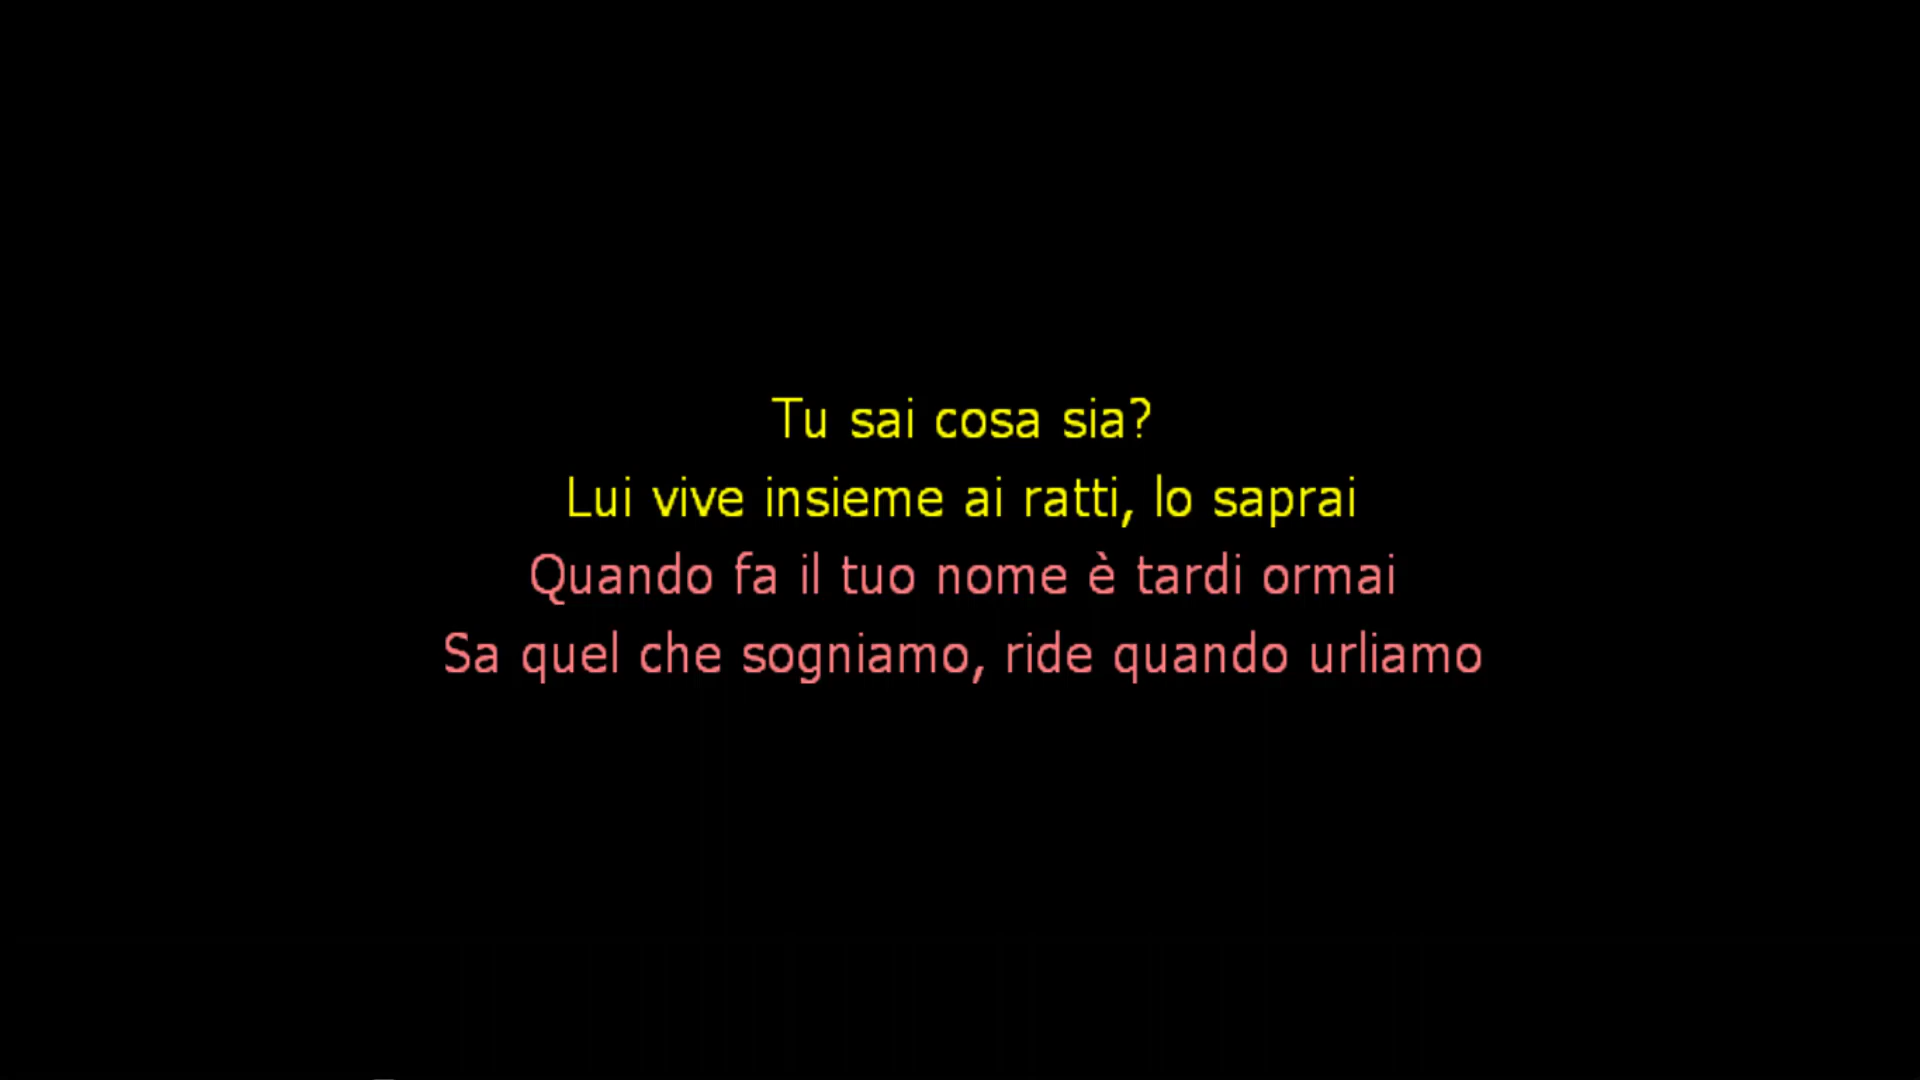 Tu sai cosa sia?
Lui vive insieme ai ratti, lo saprai
Quando fa il tuo nome è tardi ormai
Sa quel che sogniamo, ride quando urliamo